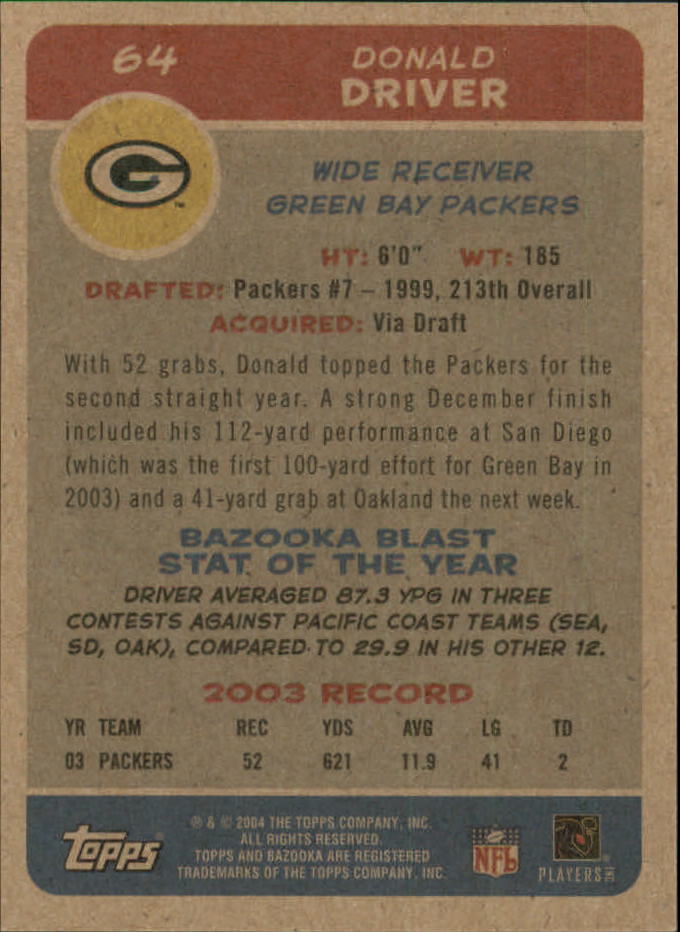 64
DONALD
DRIVER
G
™
WIDE RECEIVER
GREEN BAY PACKERS
HT: 6'0" WT: 185
DRAFTED: Packers #7 – 1999, 213th Overall
ACQUIRED: Via Draft
With 52 grabs, Donald topped the Packers for the
second straight year. A strong December finish
included his 112-yard performance at San Diego
(which was the first 100-yard effort for Green Bay in
2003) and a 41-yard grab at Oakland the next week.
BAZOOKA BLAST
STAT OF THE YEAR
DRIVER AVERAGED 87.3 YPG IN THREE
CONTESTS AGAINST PACIFIC COAST TEAMS (SEA,
SD, OAK), COMPARED TO 29.9 IN HIS OTHER 12.
2003 RECORD
YR TEAM REC YDS AVG LG TD
03 PACKERS 52 621 11.9 41 2
® & © 2004 THE TOPPS COMPANY, INC.
ALL RIGHTS RESERVED.
TOPPS AND BAZOOKA ARE REGISTERED
TRADEMARKS OF THE TOPPS COMPANY, INC.
Topps
NFL
PLAYERS